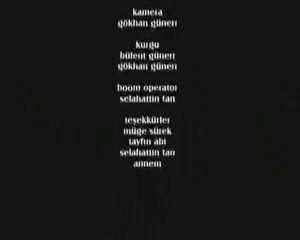 kamera
gökhan güneri
kurgu
bülent güneri
gökhan güneri
boom operator
selahattin tan
teşekkürler
müge sürek
tayfun abi
selahattin tan
annem